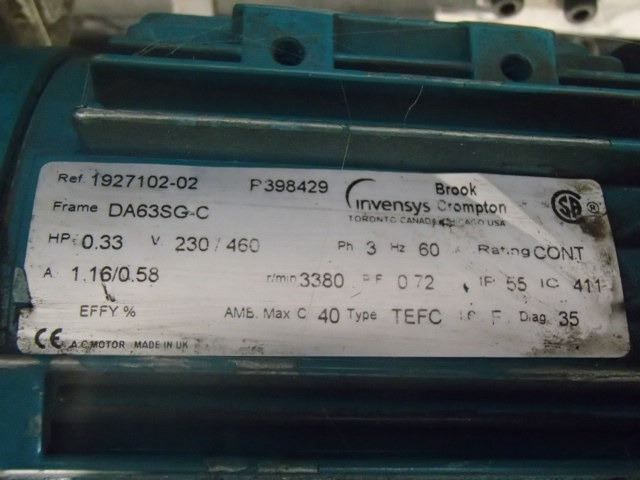 Ref. 1927102-02 P398429 invensys Brook Crompton
TORONTO CANADA/CHICAGO USA
Frame DA63SG-C
HP 0.33 V 230 / 460 Ph 3 Hz 60 Rating CONT
A 1.16/0.58 r/min 3380 P.F 0.72 IP 55 IC 411
EFFY % AMB. Max C 40 Type TEFC F Diag. 35
CE A.C MOTOR MADE IN UK